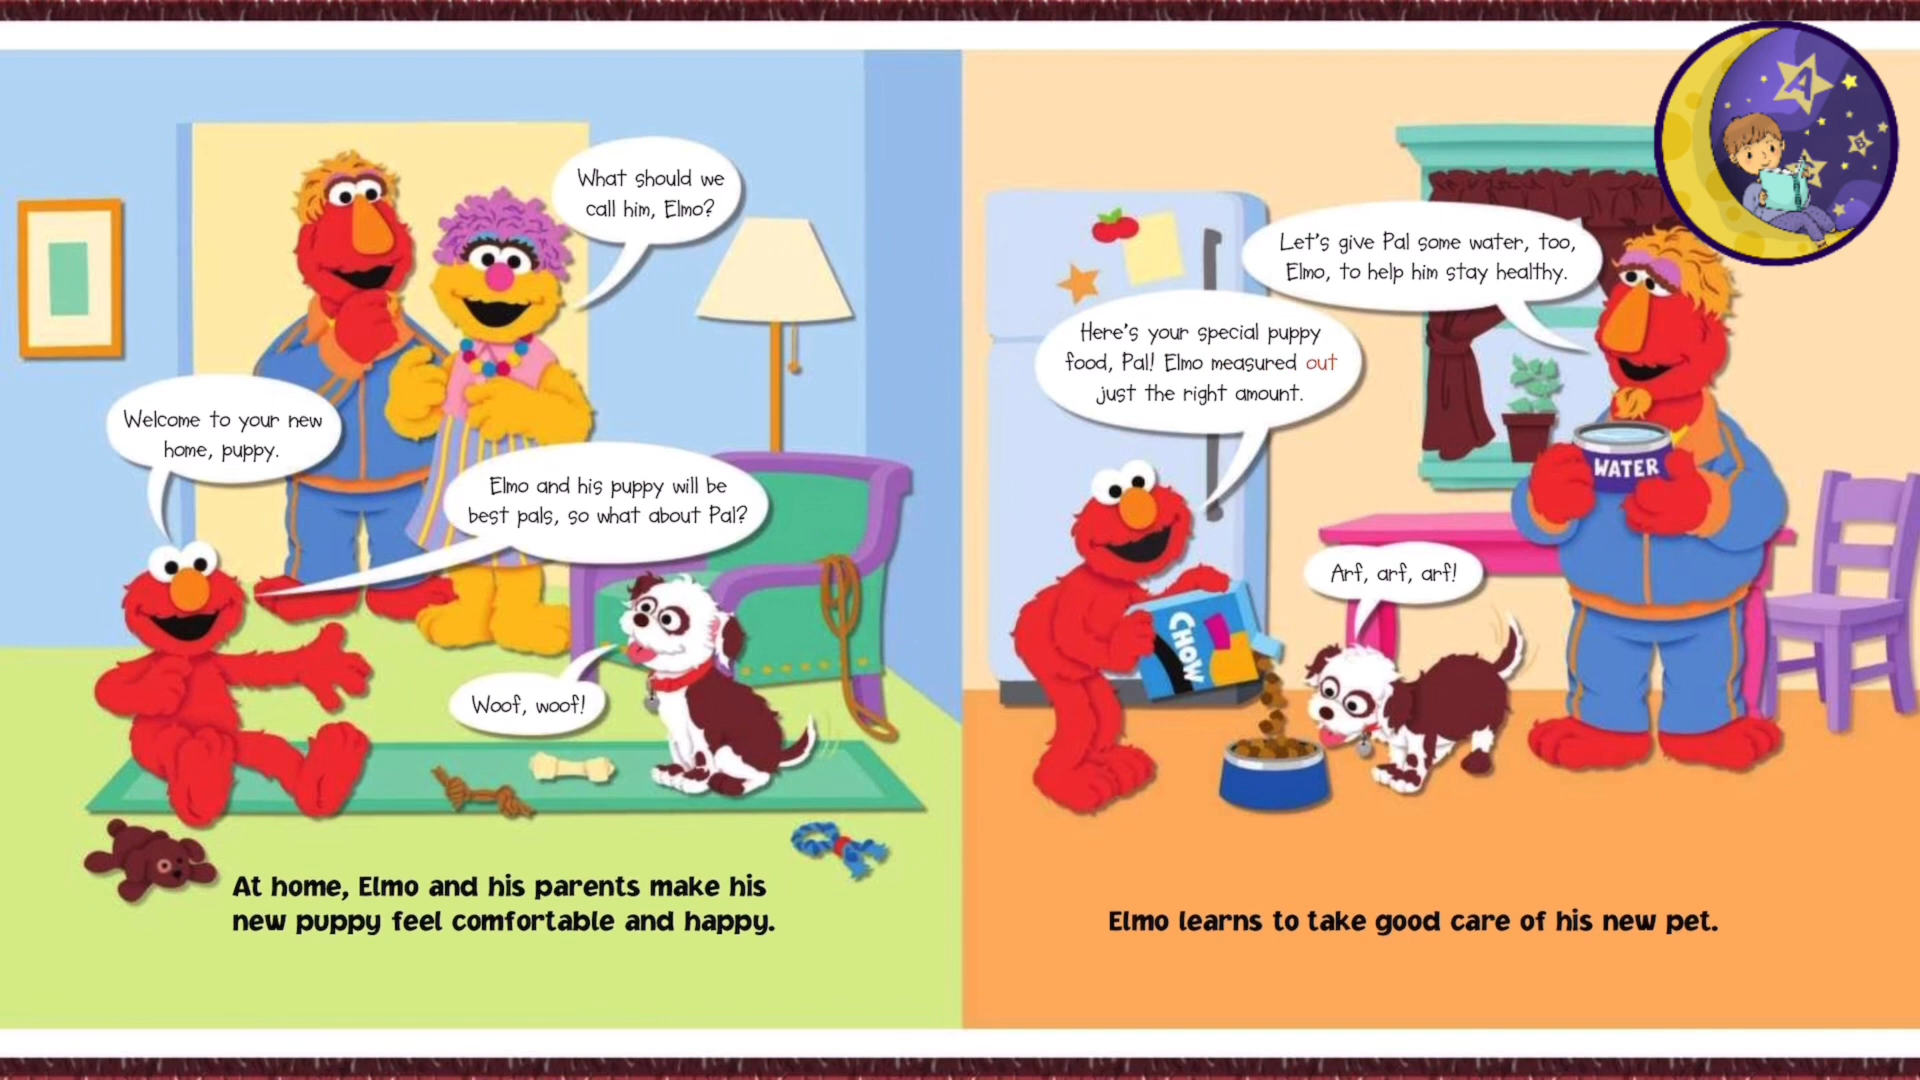 What should we
call him, Elmo?
Welcome to your new
home, puppy.
Elmo and his puppy will be
best pals, so what about Pal?
Woof, woof!
At home, Elmo and his parents make his
new puppy feel comfortable and happy.
A
B
Let's give Pal some water, too,
Elmo, to help him stay healthy.
Here's your special puppy
food, Pal! Elmo measured out
just the right amount.
WATER
Arf, arf, arf!
CHOW
Elmo learns to take good care of his new pet.